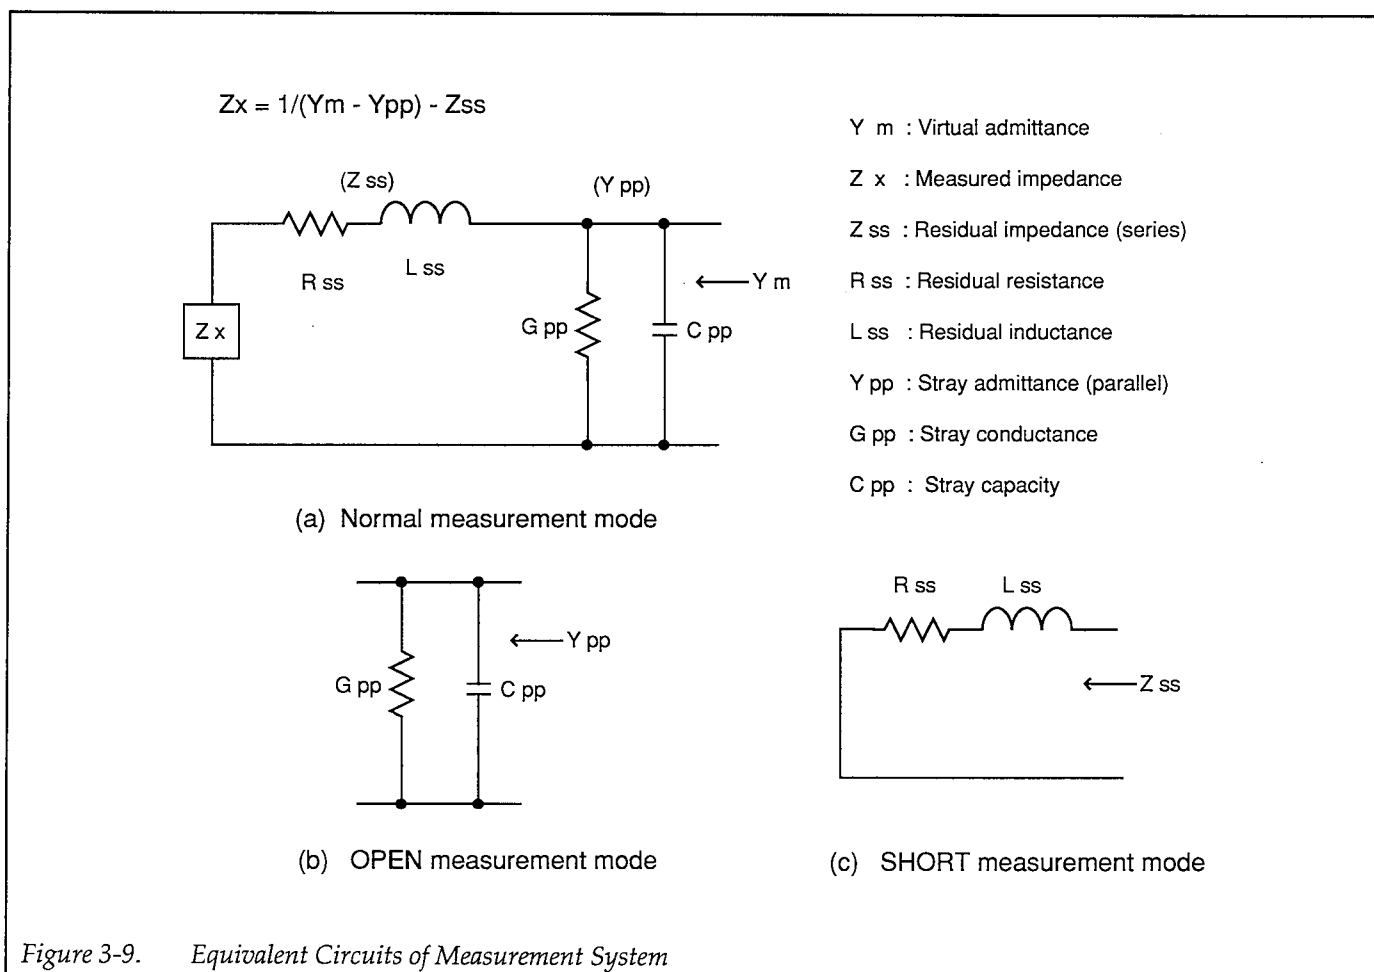 Zx = 1/(Ym - Ypp) - Zss
(Z ss)
(Y pp)
R ss
L ss
Y m
Z x
G pp
C pp
(a) Normal measurement mode
Y m : Virtual admittance
Z x : Measured impedance
Z ss : Residual impedance (series)
R ss : Residual resistance
L ss : Residual inductance
Y pp : Stray admittance (parallel)
G pp : Stray conductance
C pp : Stray capacity
Y pp
G pp
C pp
(b) OPEN measurement mode
R ss
L ss
Z ss
(c) SHORT measurement mode
Figure 3-9. Equivalent Circuits of Measurement System